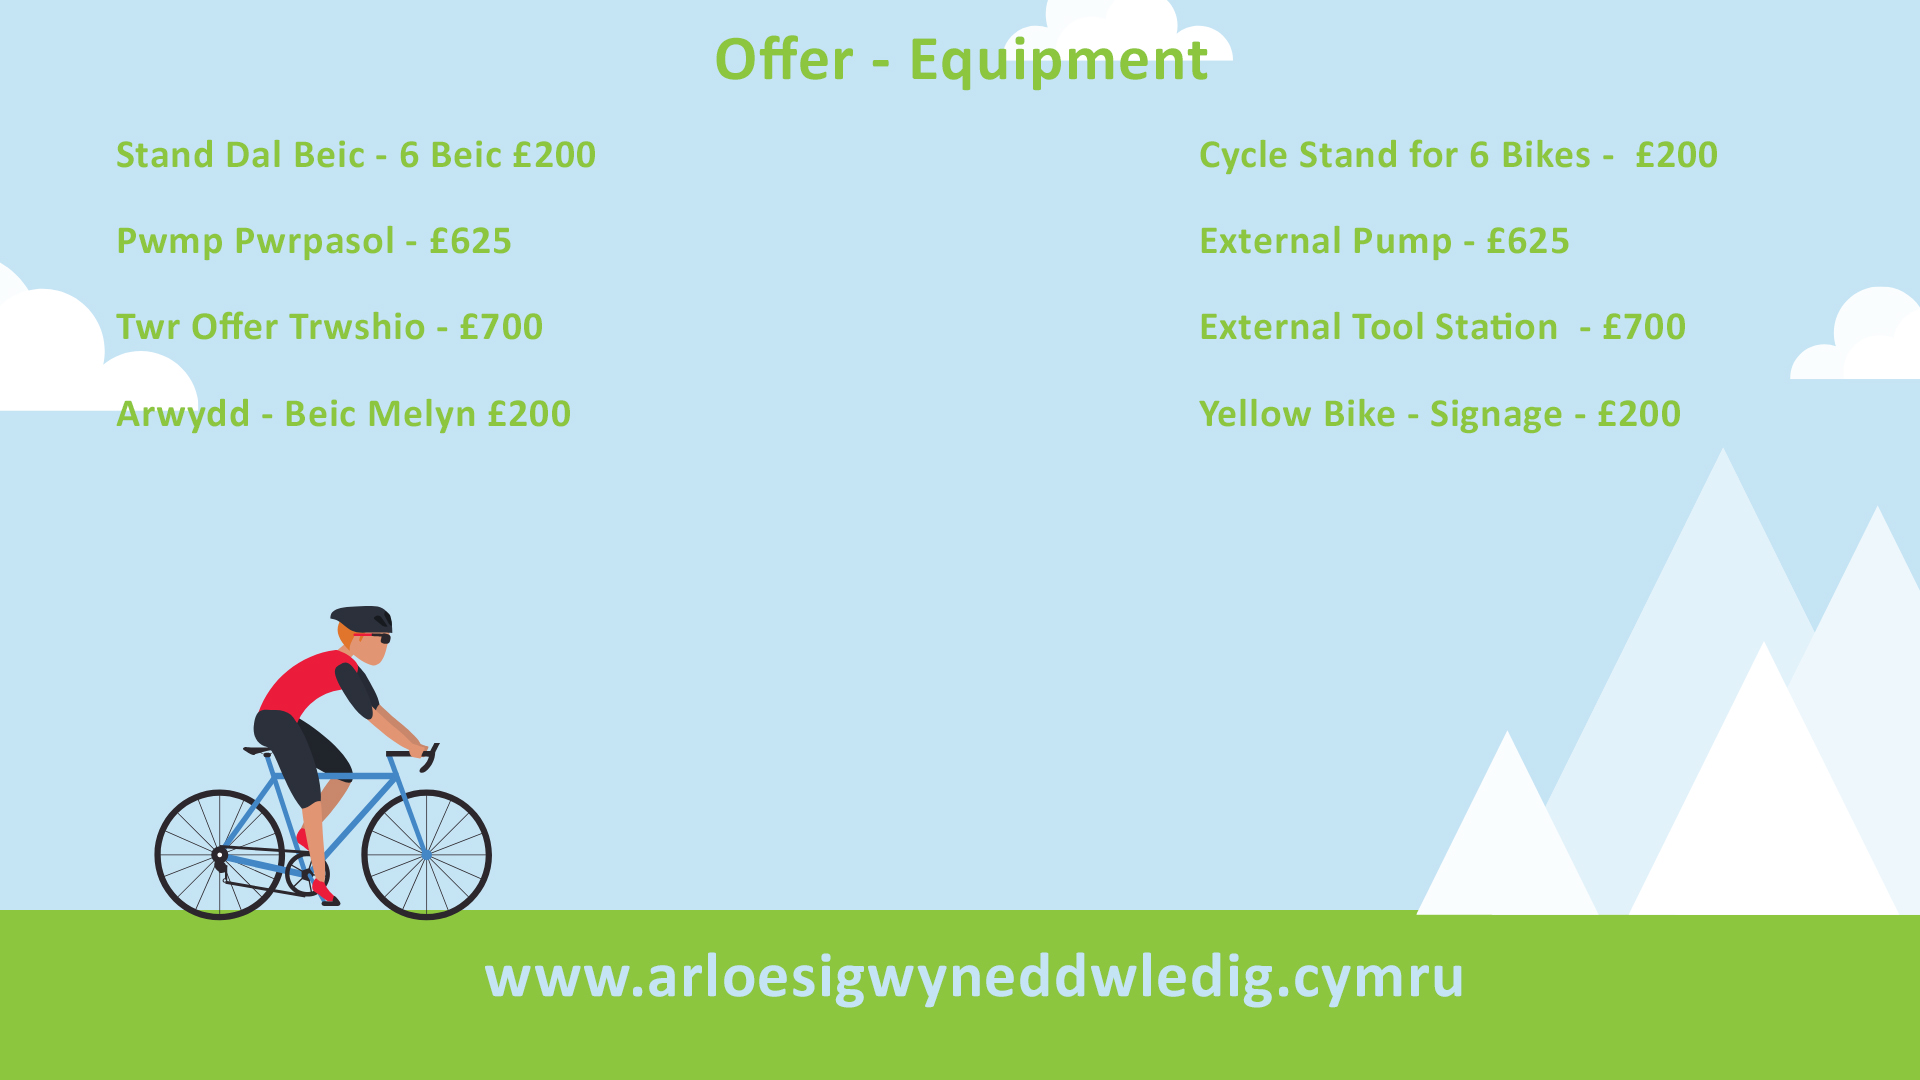 Offer - Equipment
Stand Dal Beic - 6 Beic £200
Pwmp Pwrpasol - £625
Twr Offer Trwshio - £700
Arwydd - Beic Melyn £200
Cycle Stand for 6 Bikes -  £200
External Pump - £625
External Tool Station  - £700
Yellow Bike - Signage - £200
www.arloesigwyneddwledig.cymru